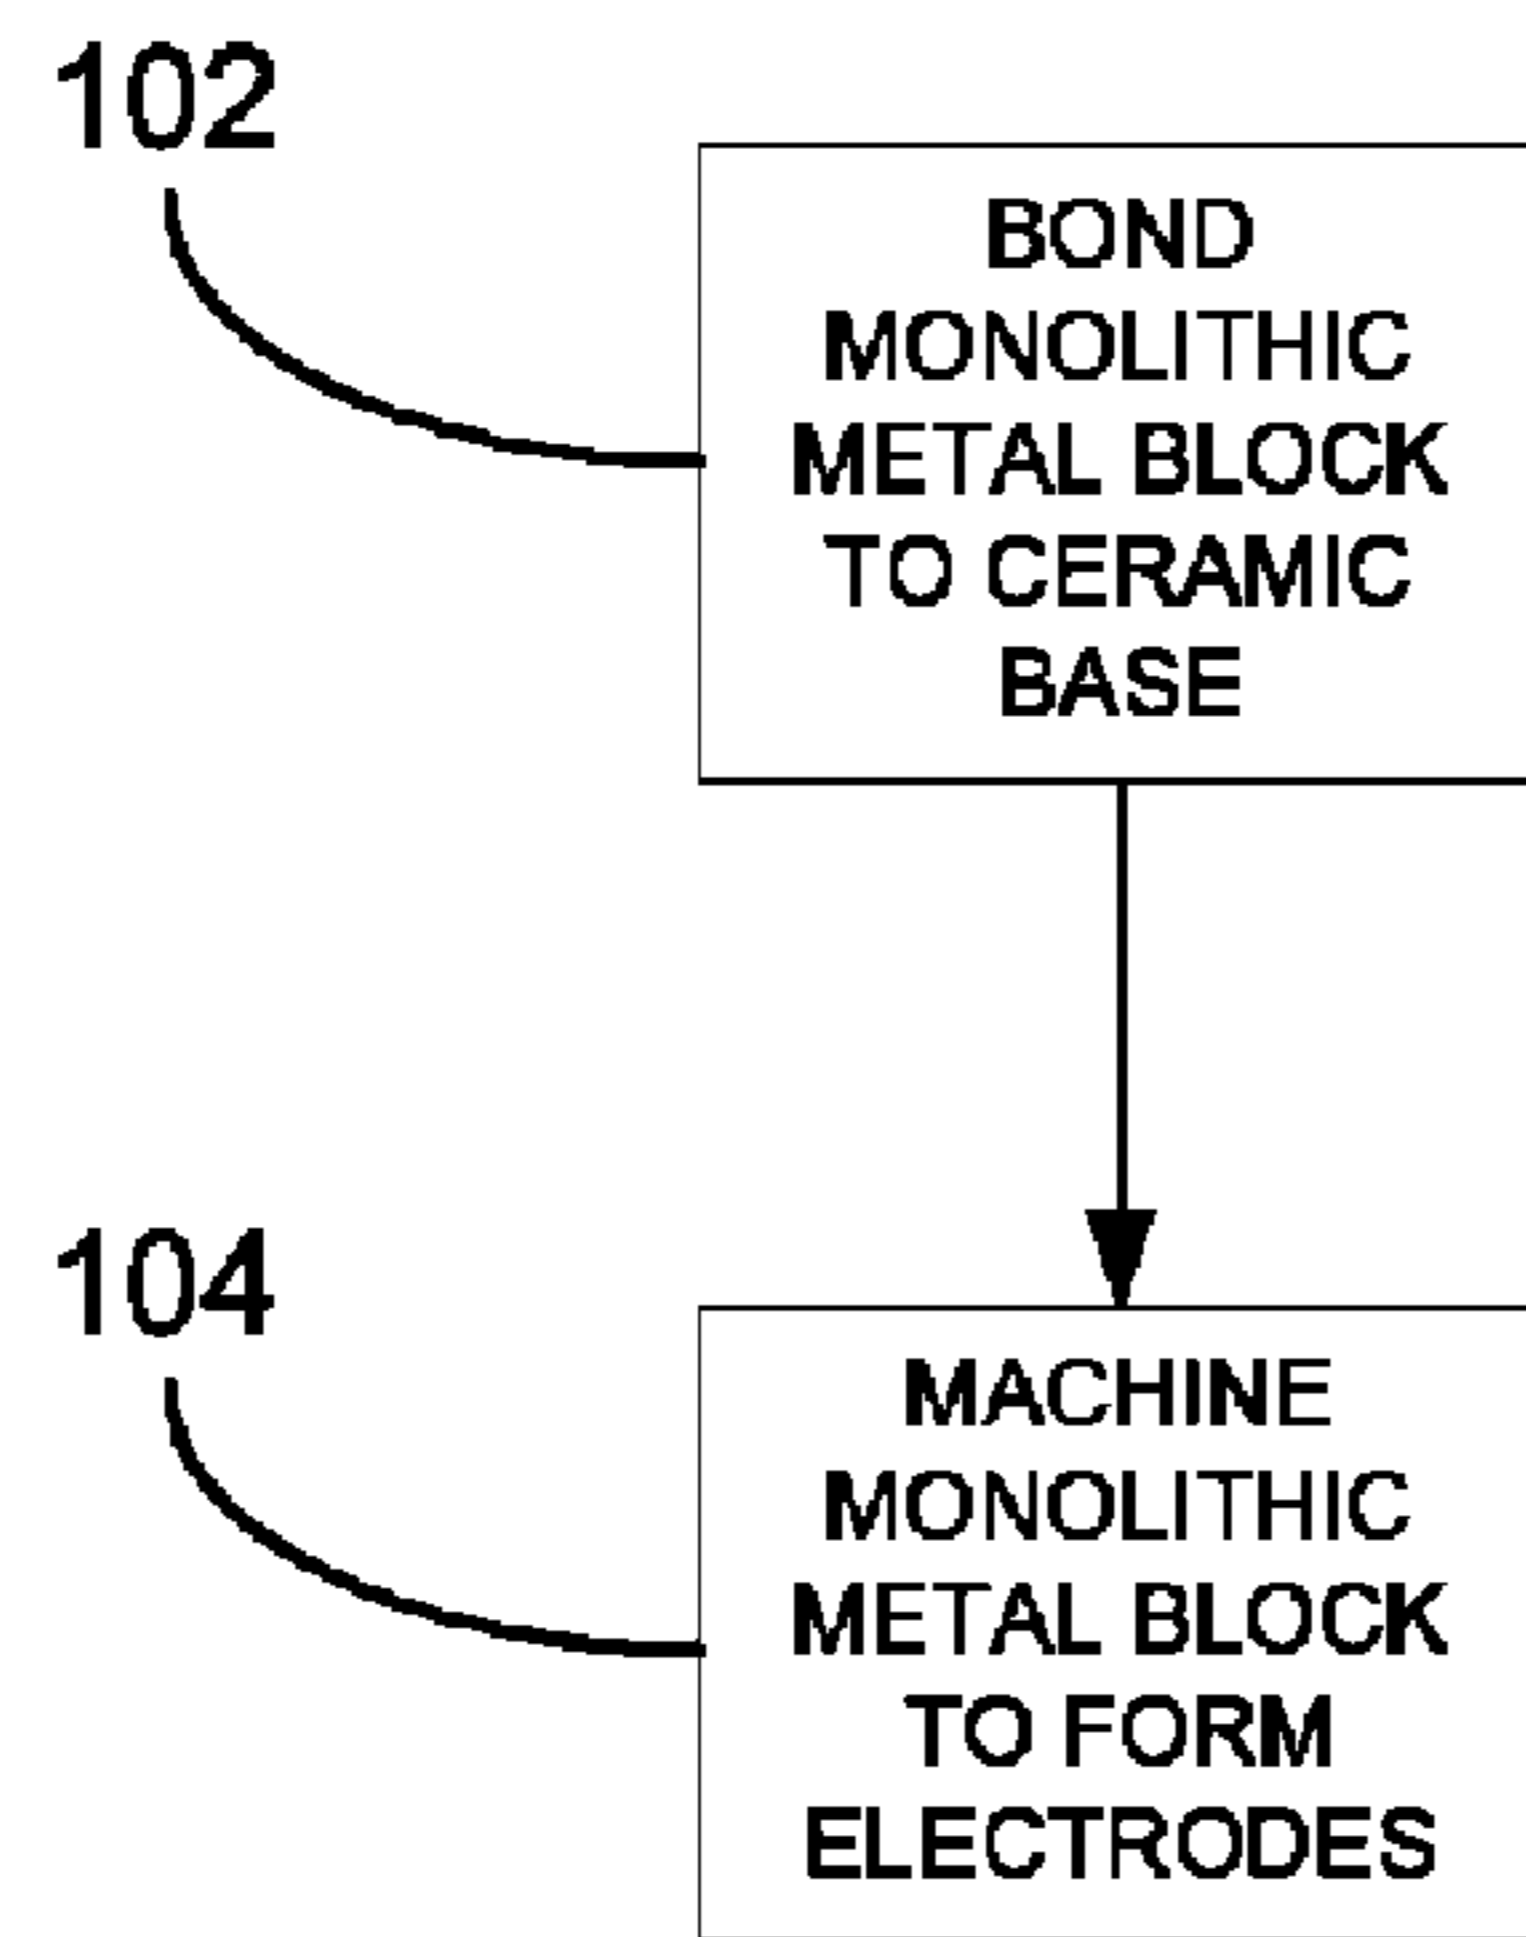 102
BOND
MONOLITHIC
METAL BLOCK
TO CERAMIC
BASE
104
MACHINE
MONOLITHIC
METAL BLOCK
TO FORM
ELECTRODES